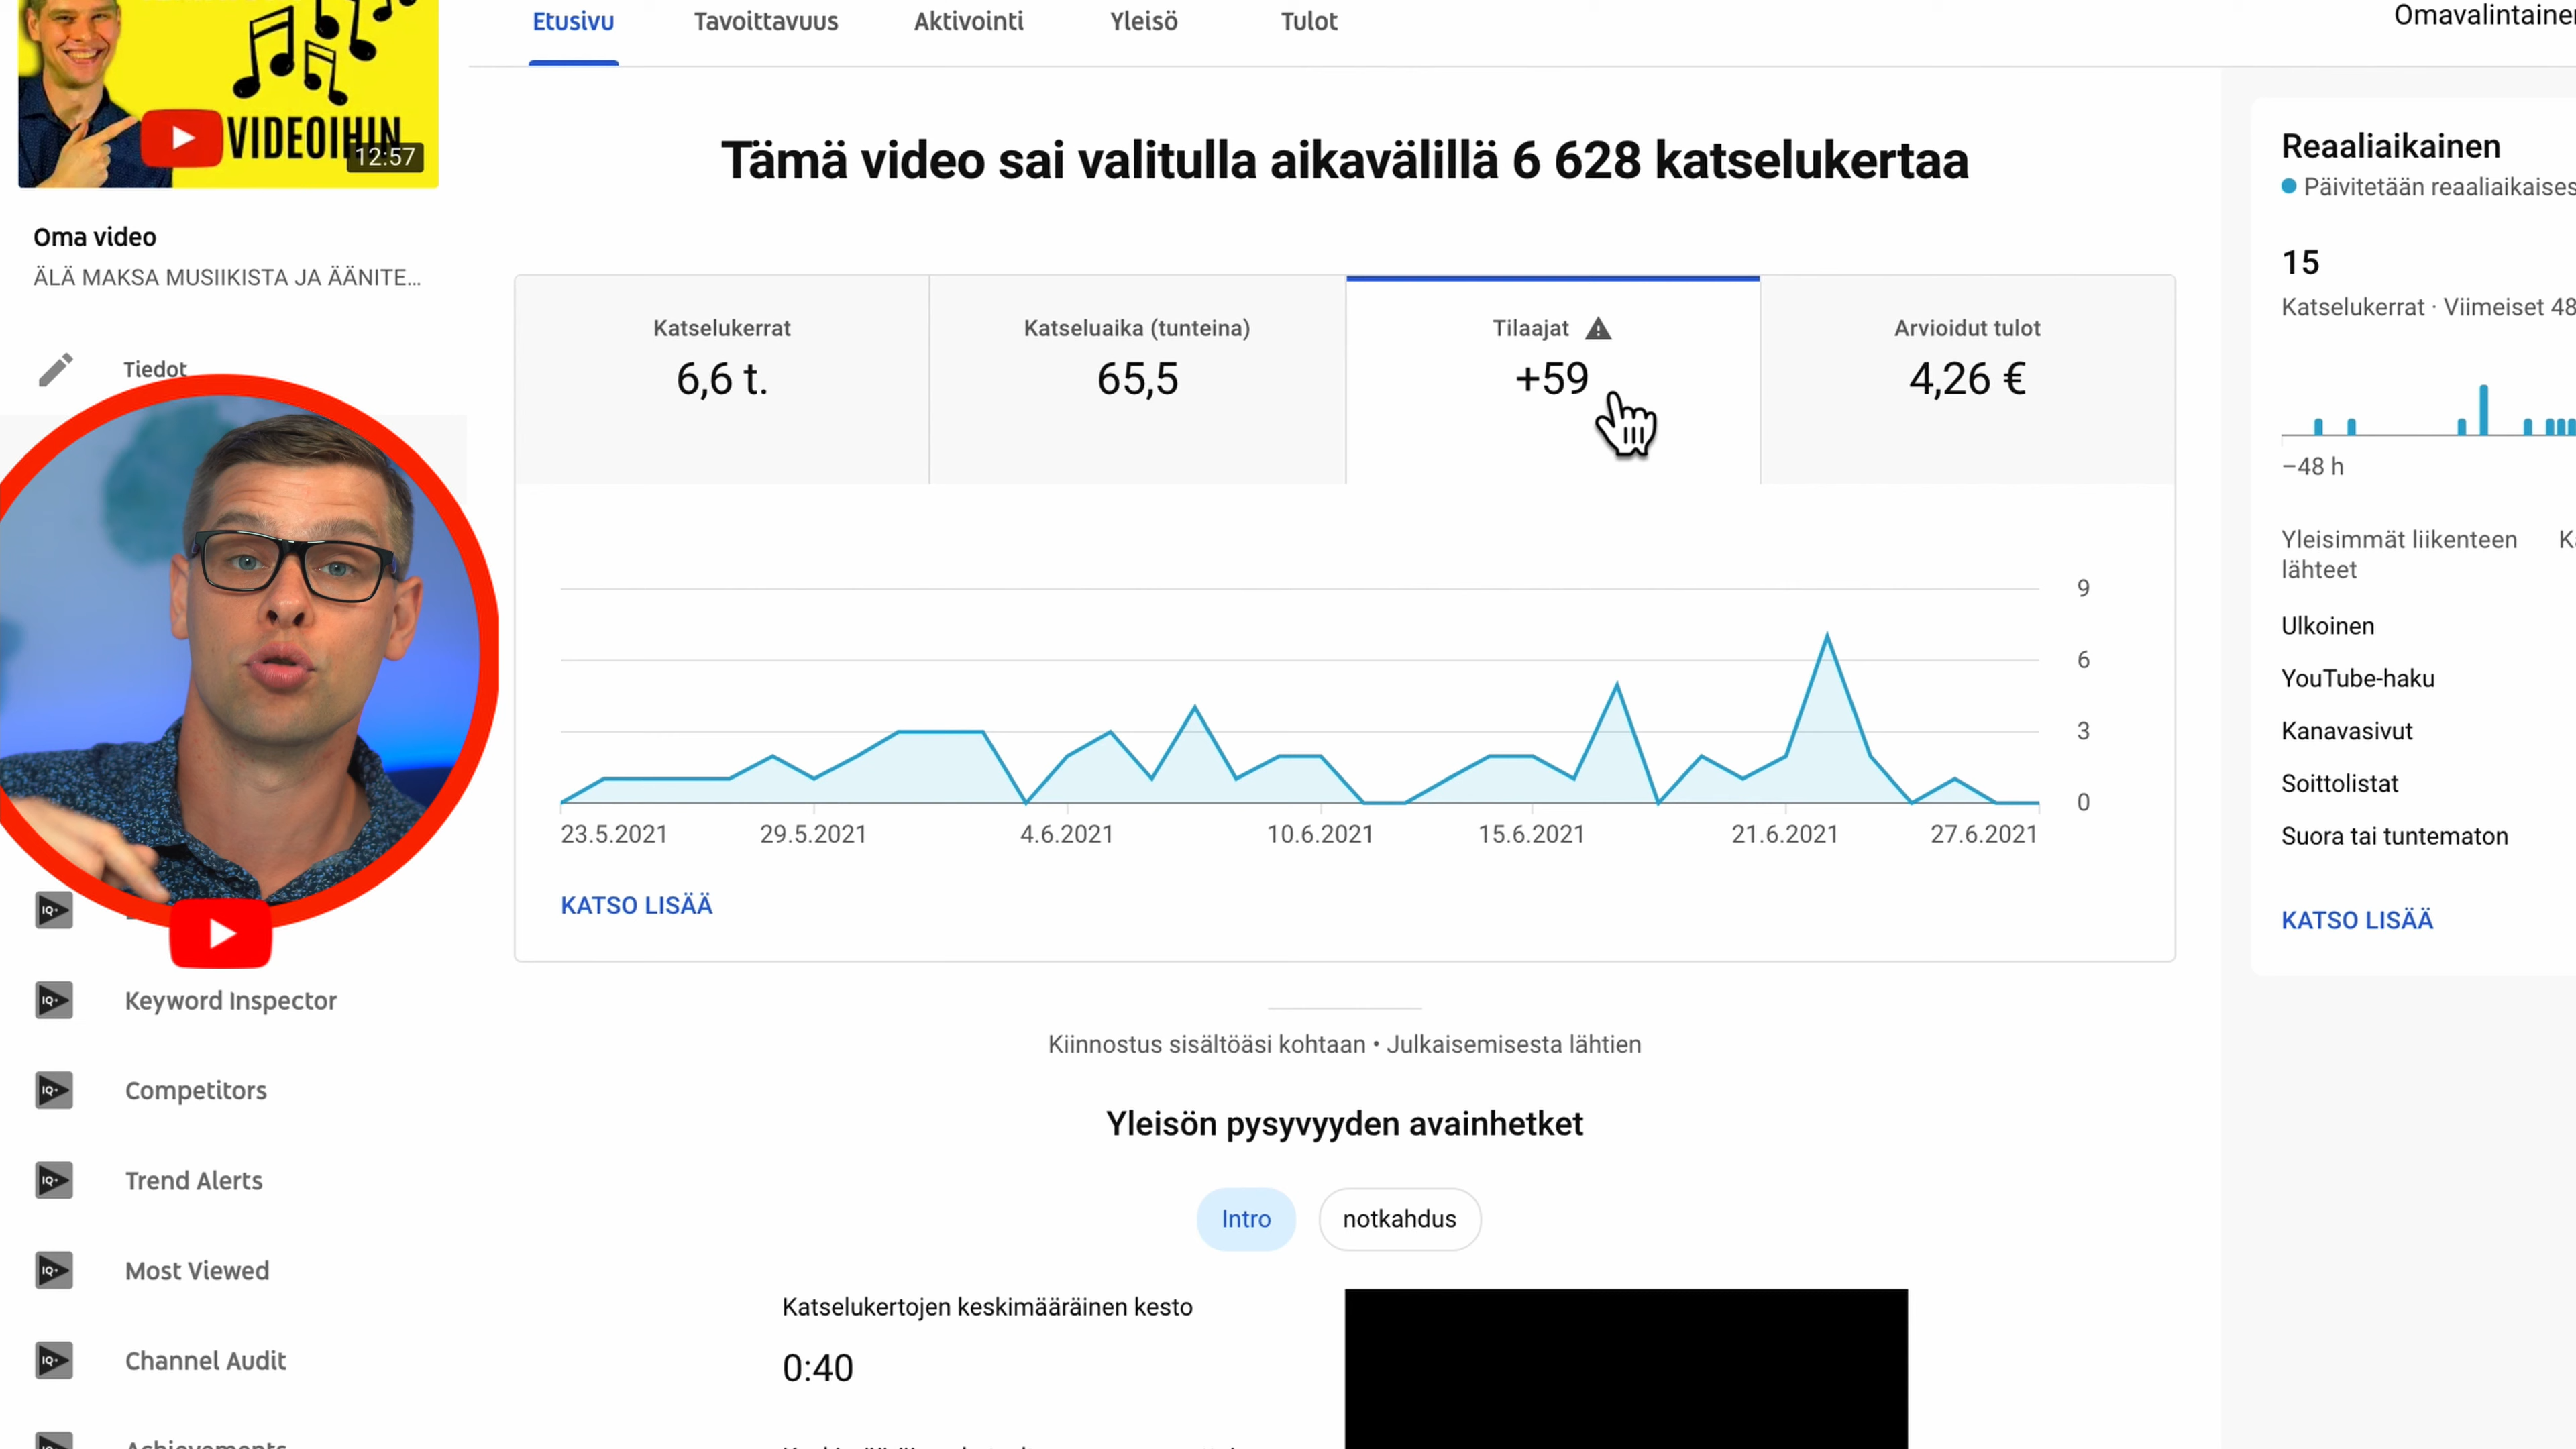 Etusivu
Tavoittavuus
Aktivointi
Yleisö
Tulot
VIDEOIHIN
12:57
Oma video
ÄLÄ MAKSA MUSIIKISTA JA ÄÄNITE...
Tiedot
Keyword Inspector
Competitors
Trend Alerts
Most Viewed
Channel Audit
Tämä video sai valitulla aikavälillä 6 628 katselukertaa
Katselukerrat
6,6 t.
Katseluaika (tunteina)
65,5
Tilaajat
+59
Arvioidut tulot
4,26 €
9
6
3
0
23.5.2021 29.5.2021 4.6.2021 10.6.2021 15.6.2021 21.6.2021 27.6.2021
KATSO LISÄÄ
Kiinnostus sisältöäsi kohtaan • Julkaisemisesta lähtien
Yleisön pysyvyyden avainhetket
Intro
notkahdus
Katselukertojen keskimääräinen kesto
0:40
Reaaliaikainen
15
Katselukerrat · Viimeiset 48
−48 h
Yleisimmät liikenteen
lähteet
Ulkoinen
YouTube-haku
Kanavasivut
Soittolistat
Suora tai tuntematon
KATSO LISÄÄ